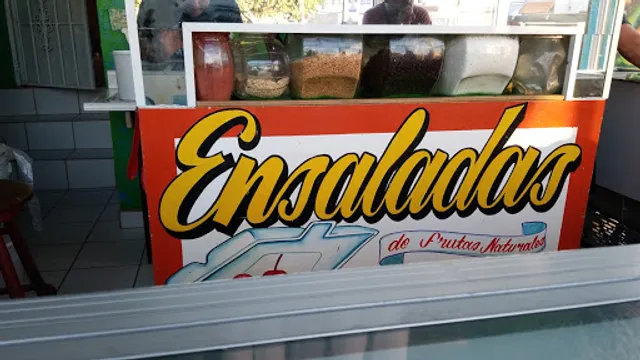 Ensaladas
de frutas Naturales